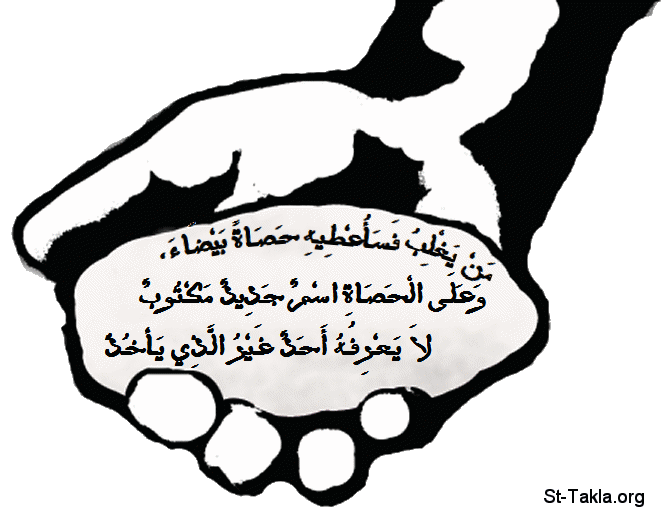 مَنْ يَغْلِبُ فَسَأُعْطِيهِ حَصَاةً بَيْضَاءَ،
وَعَلَى الْحَصَاةِ اسْمٌ جَدِيدٌ مَكْتُوبٌ
لاَ يَعْرِفُهُ أَحَدٌ غَيْرُ الَّذِي يَأْخُذُ
St-Takla.org